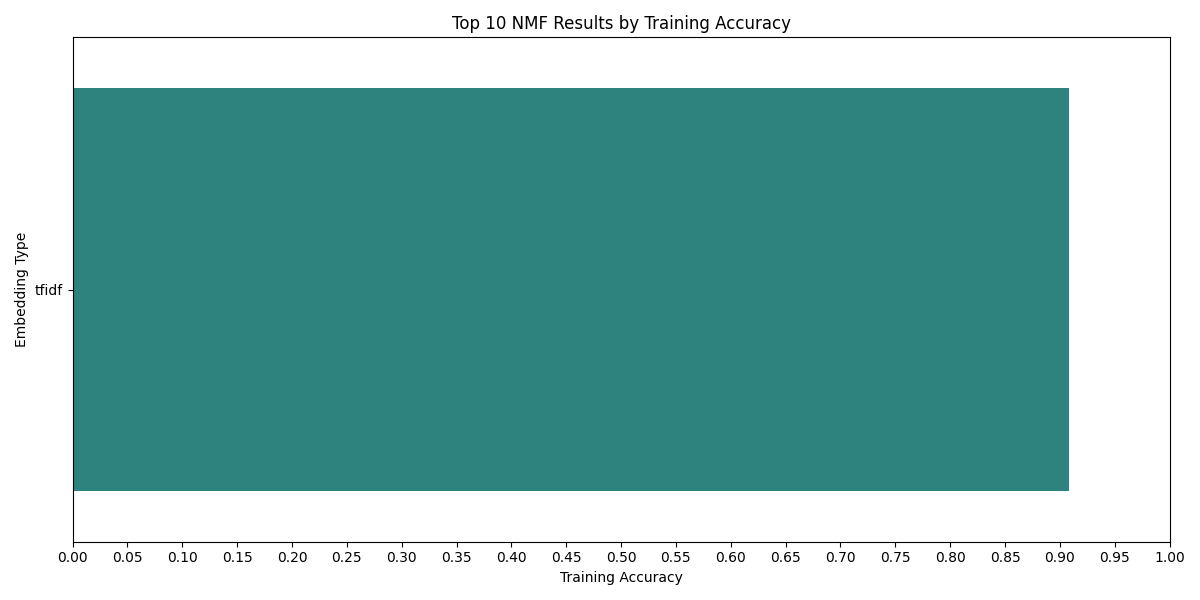 Top 10 NMF Results by Training Accuracy
Embedding Type
tfidf
0.00 0.05 0.10 0.15 0.20 0.25 0.30 0.35 0.40 0.45 0.50 0.55 0.60 0.65 0.70 0.75 0.80 0.85 0.90 0.95 1.00
Training Accuracy